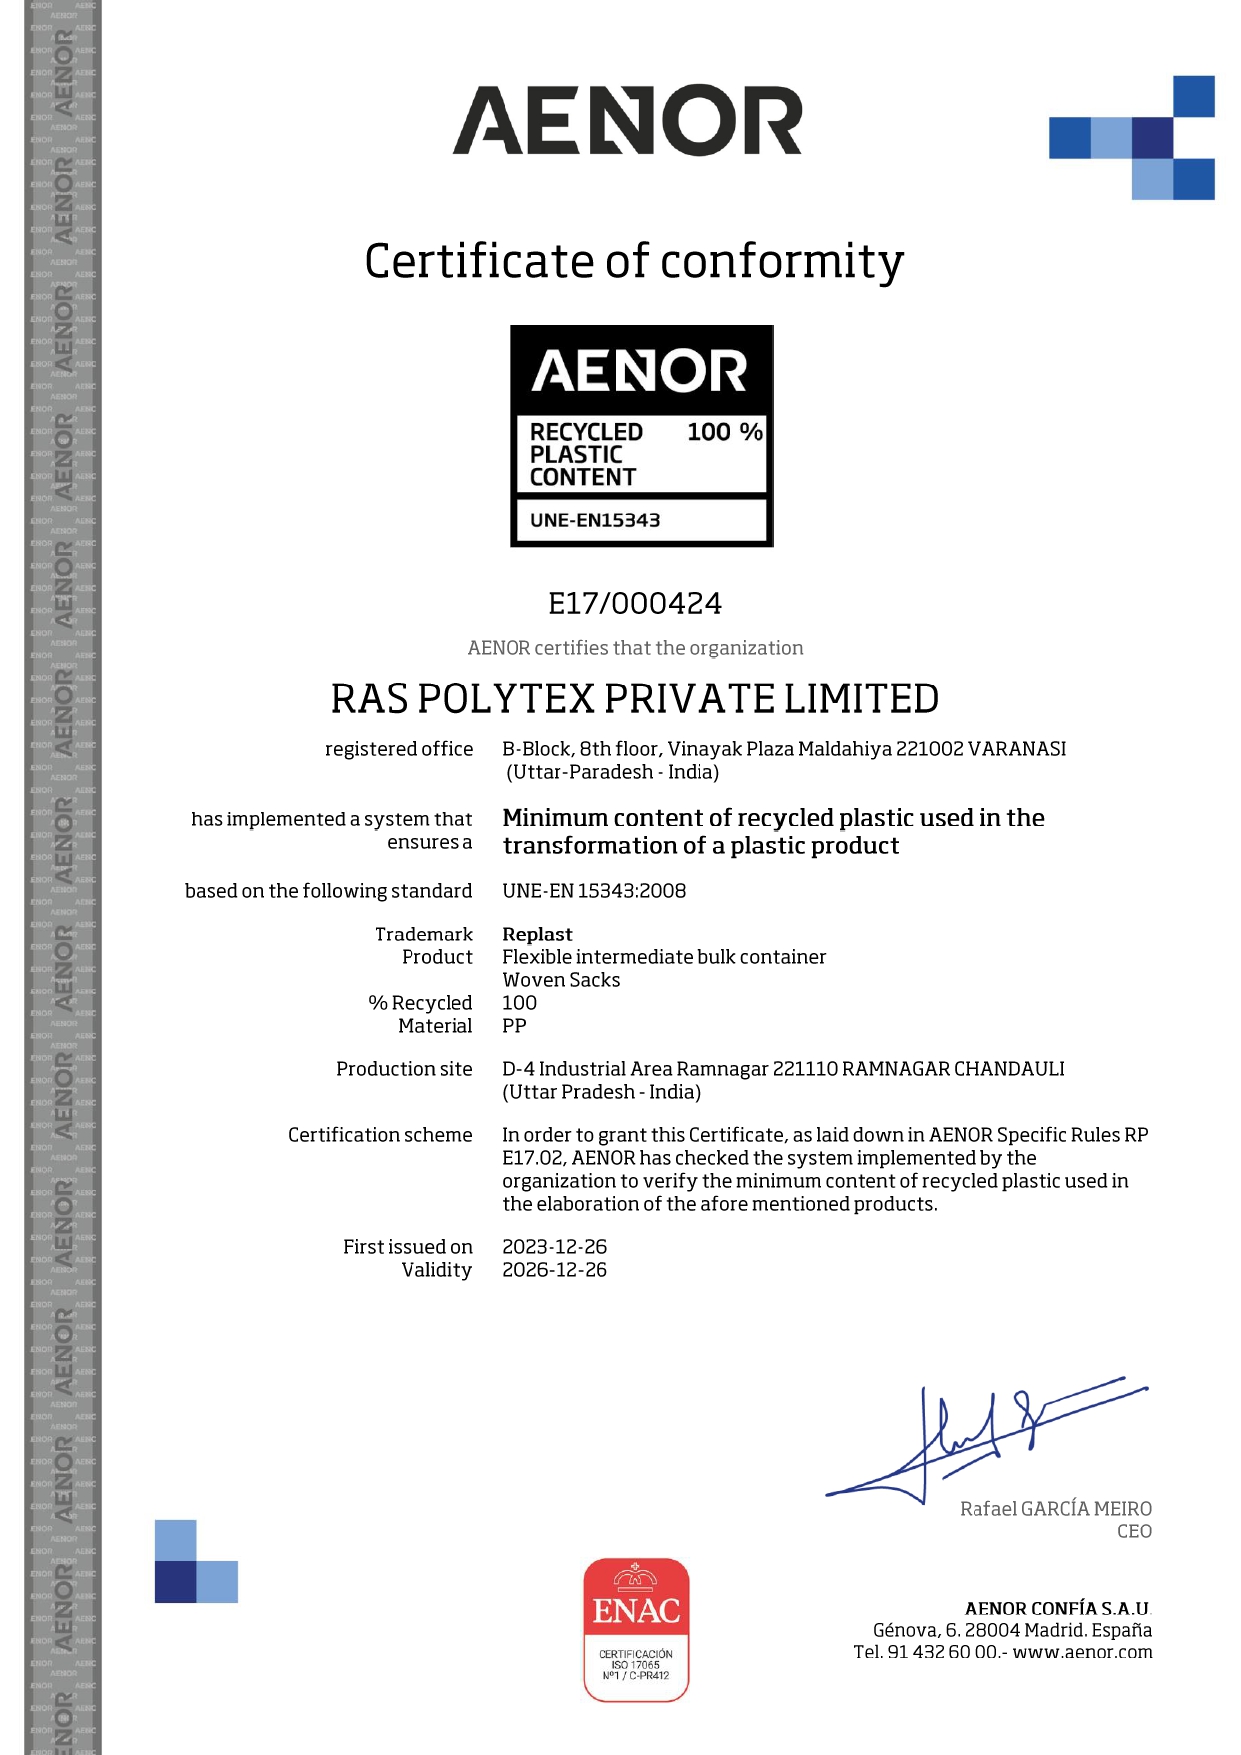 AENOR
Certificate of conformity
AENOR
RECYCLED 100 %
PLASTIC
CONTENT
UNE-EN15343
E17/000424
AENOR certifies that the organization
RAS POLYTEX PRIVATE LIMITED
registered office B-Block, 8th floor, Vinayak Plaza Maldahiya 221002 VARANASI
(Uttar-Paradesh - India)
has implemented a system that Minimum content of recycled plastic used in the
ensures a transformation of a plastic product
based on the following standard UNE-EN 15343:2008
Trademark Replast
Product Flexible intermediate bulk container
Woven Sacks
% Recycled 100
Material PP
Production site D-4 Industrial Area Ramnagar 221110 RAMNAGAR CHANDAULI
(Uttar Pradesh - India)
Certification scheme In order to grant this Certificate, as laid down in AENOR Specific Rules RP
E17.02, AENOR has checked the system implemented by the
organization to verify the minimum content of recycled plastic used in
the elaboration of the afore mentioned products.
First issued on 2023-12-26
Validity 2026-12-26
Rafael GARCÍA MEIRO
CEO
ENAC
CERTIFICACIÓN
ISO 17065
Nº1 / C-PR412
AENOR CONFÍA S.A.U.
Génova, 6. 28004 Madrid. España
Tel. 91 432 60 00.- www.aenor.com